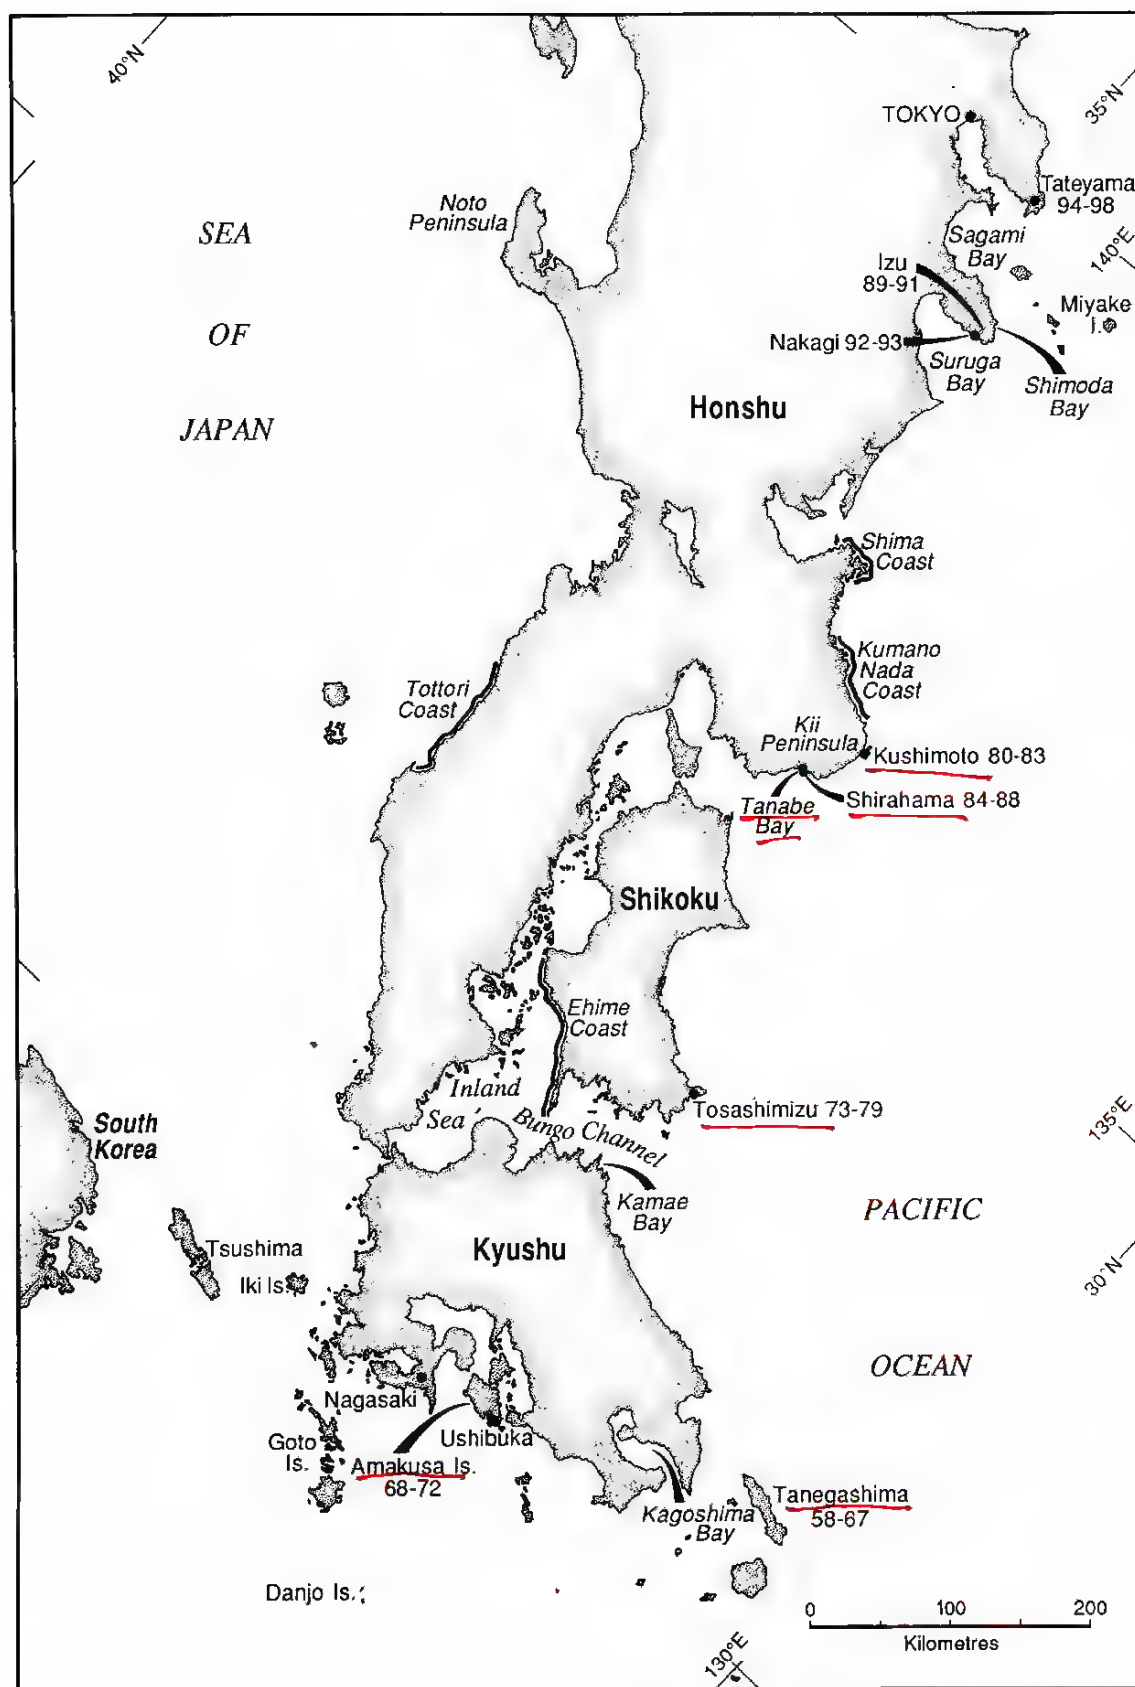 40°N
35°N
TOKYO
Tateyama
94-98
Noto
Peninsula
SEA
Sagami
Bay
140°E
Izu
89-91
Miyake
I.
OF
Nakagi 92-93
Suruga
Bay
Shimoda
Bay
Honshu
JAPAN
Shima
Coast
Kumano
Nada
Coast
Tottori
Coast
Kii
Peninsula
Kushimoto 80-83
Tanabe
Bay
Shirahama 84-88
Shikoku
Ehime
Coast
Inland
Sea
Bungo Channel
Tosashimizu 73-79
South
Korea
135°E
Kamae
Bay
PACIFIC
Kyushu
Tsushima
Iki Is.
30°N
OCEAN
Nagasaki
Ushibuka
Goto
Is.
Amakusa Is.
68-72
Kagoshima
Bay
Tanegashima
58-67
Danjo Is.
0 100 200
Kilometres
130°E